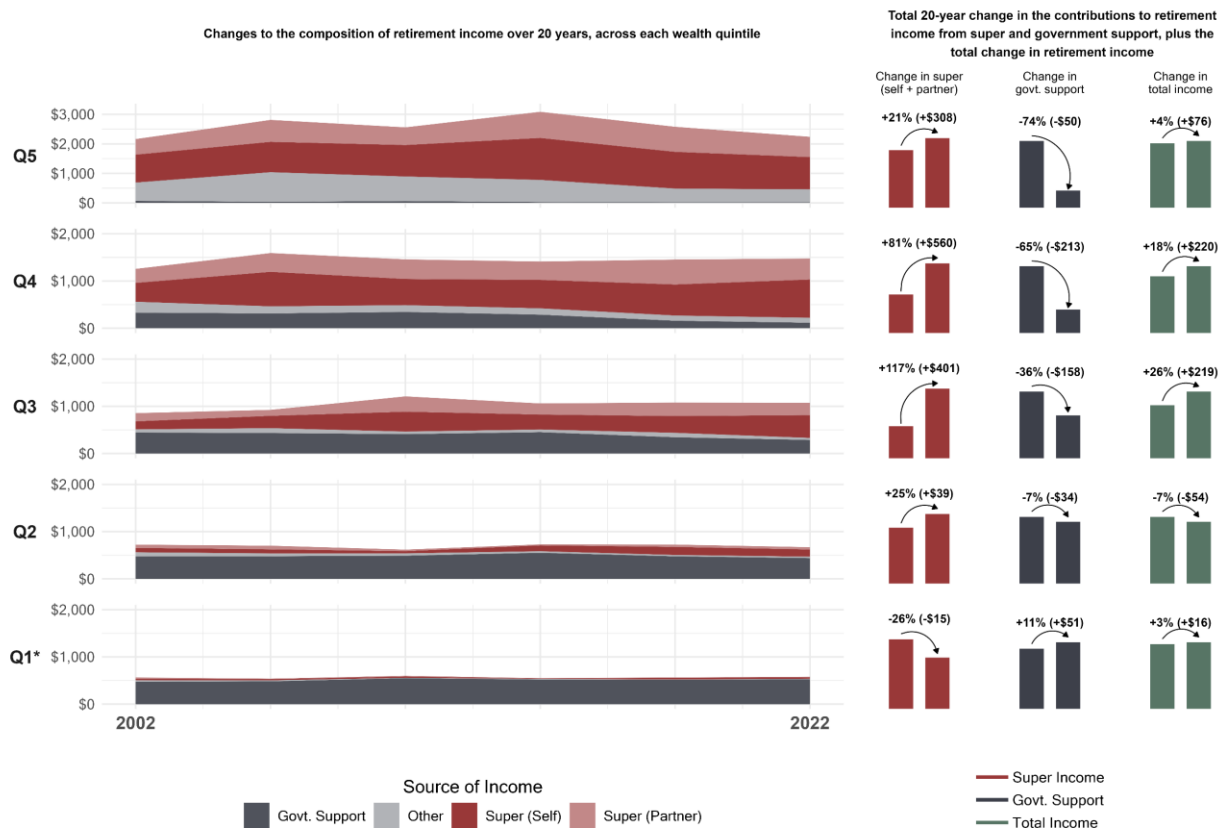 Changes to the composition of retirement income over 20 years, across each wealth quintile
Total 20-year change in the contributions to retirement
income from super and government support, plus the
total change in retirement income
Change in super
(self + partner)
Change in
govt. support
Change in
total income
Q5
$3,000
$2,000
$1,000
$0
+21% (+$308)
-74% (-$50)
+4% (+$76)
Q4
$2,000
$1,000
$0
+81% (+$560)
-65% (-$213)
+18% (+$220)
Q3
$2,000
$1,000
$0
+117% (+$401)
-36% (-$158)
+26% (+$219)
Q2
$2,000
$1,000
$0
+25% (+$39)
-7% (-$34)
-7% (-$54)
Q1*
$2,000
$1,000
$0
-26% (-$15)
+11% (+$51)
+3% (+$16)
2002
2022
Source of Income
Govt. Support
Other
Super (Self)
Super (Partner)
Super Income
Govt. Support
Total Income